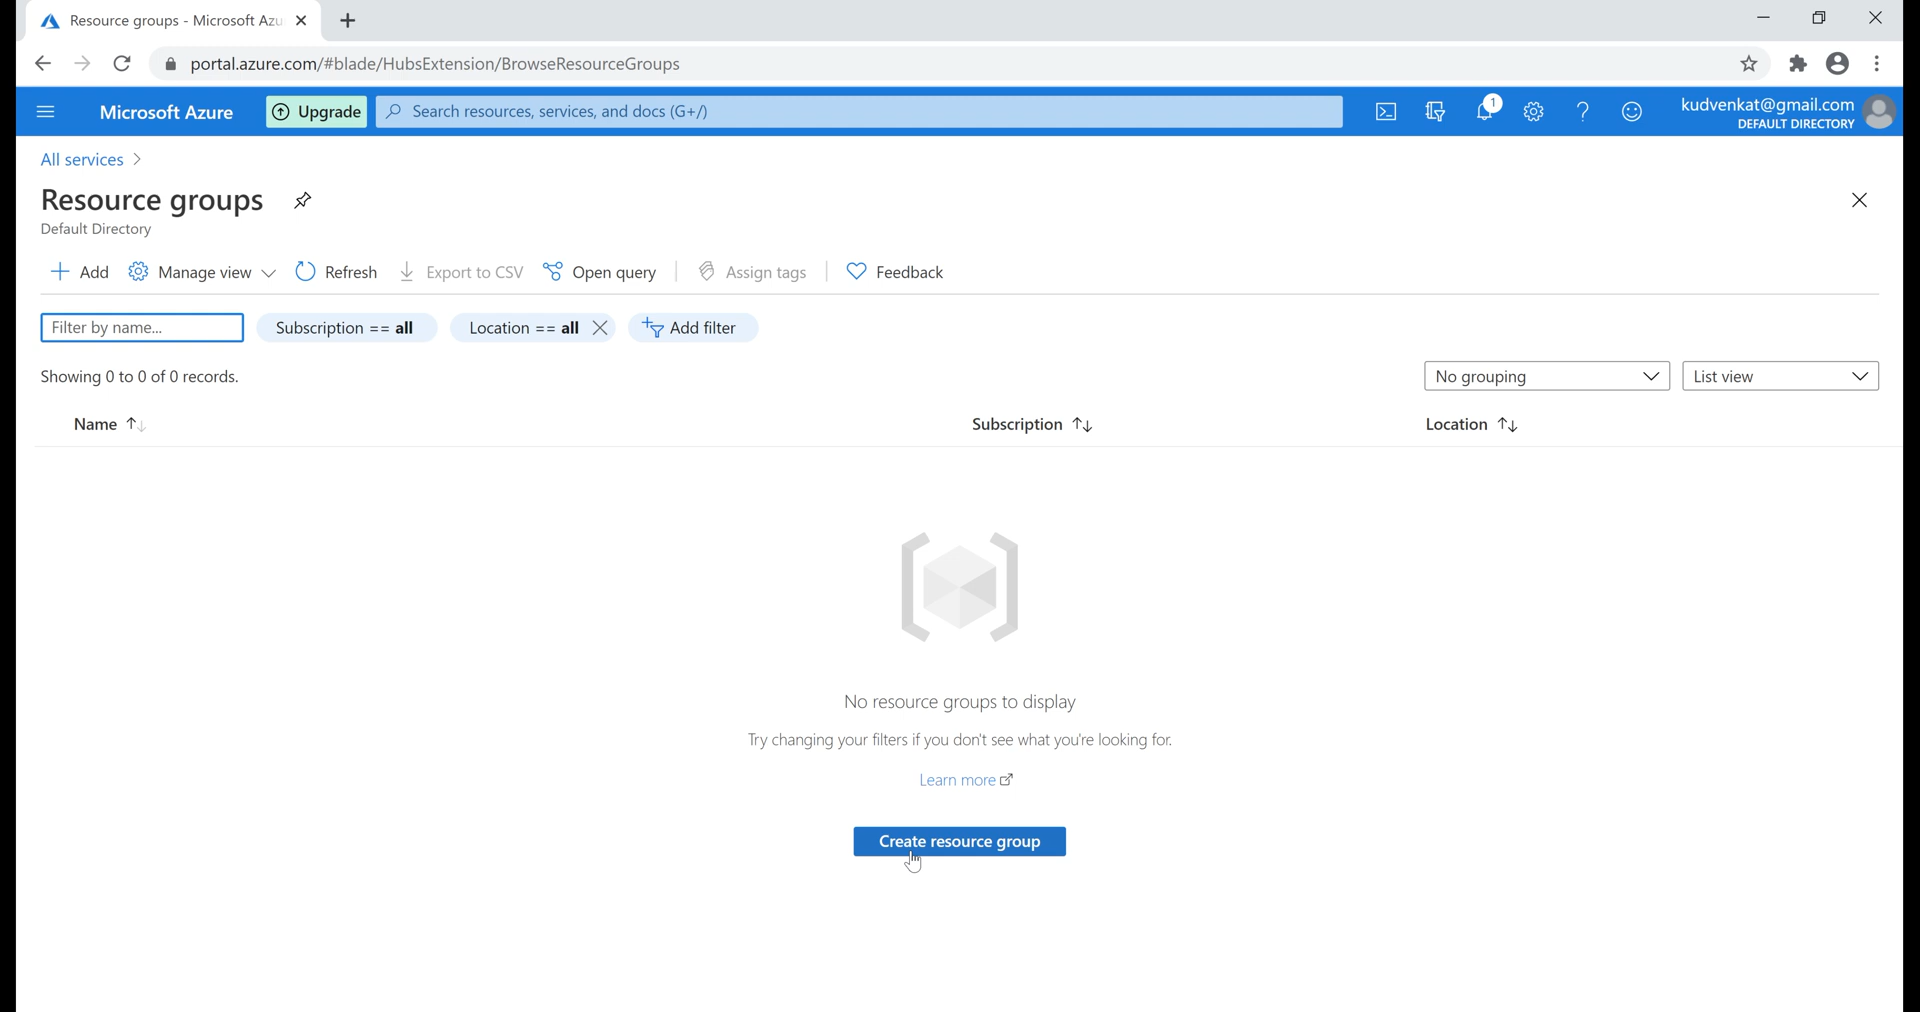 Resource groups - Microsoft Azu
portal.azure.com/#blade/HubsExtension/BrowseResourceGroups
Microsoft Azure
Upgrade
Search resources, services, and docs (G+/)
1
kudvenkat@gmail.com
DEFAULT DIRECTORY
All services
Resource groups
Default Directory
Add
Manage view
Refresh
Export to CSV
Open query
Assign tags
Feedback
Filter by name...
Subscription == all
Location == all
Add filter
Showing 0 to 0 of 0 records.
No grouping
List view
Name
Subscription
Location
No resource groups to display
Try changing your filters if you don't see what you're looking for.
Learn more
Create resource group